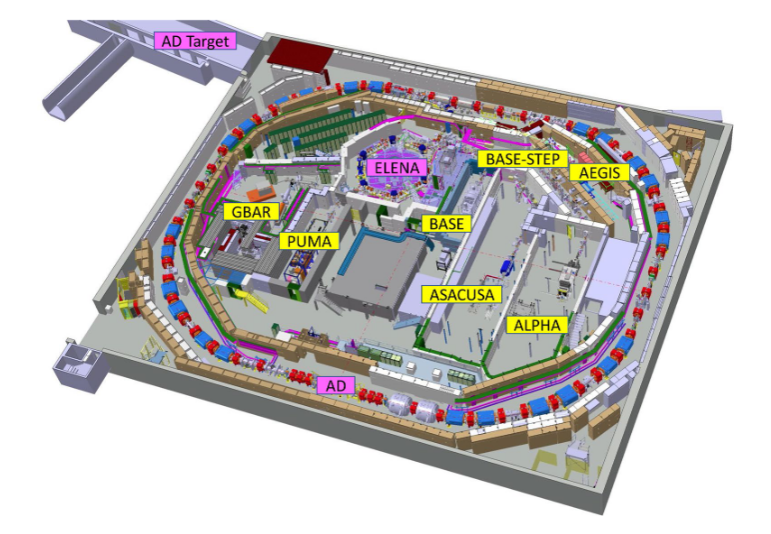 AD Target
ELENA
BASE-STEP
AEGIS
GBAR
BASE
PUMA
ASACUSA
ALPHA
AD